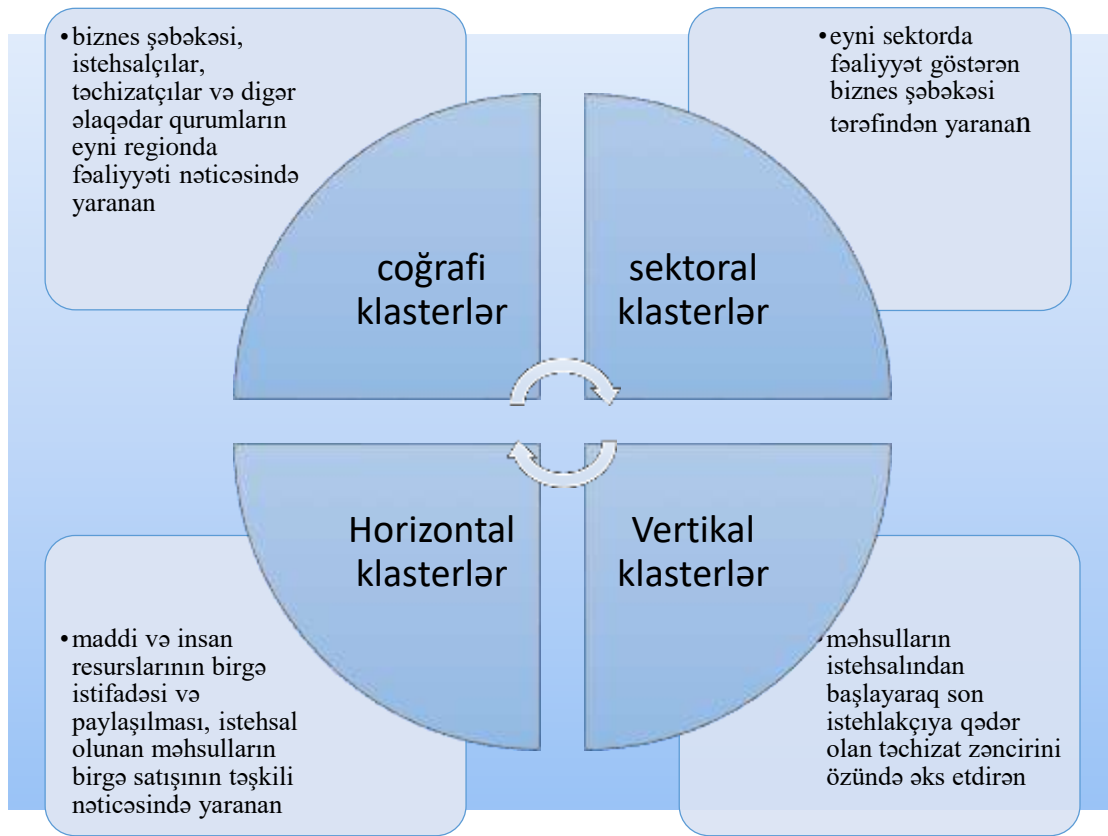 •biznes şəbəkəsi,
istehsalçılar,
təchizatçılar və digər
əlaqədar qurumların
eyni regionda
fəaliyyəti nəticəsində
yaranan
•eyni sektorda
fəaliyyət göstərən
biznes şəbəkəsi
tərəfindən yaranan
coğrafi
klasterlər
sektoral
klasterlər
Horizontal
klasterlər
Vertikal
klasterlər
•maddi və insan
resurslarının birgə
istifadəsi və
paylaşılması, istehsal
olunan məhsulların
birgə satışının təşkili
nəticəsində yaranan
•məhsulların
istehsalından
başlayaraq son
istehlakçıya qədər
olan təchizat zəncirini
özündə əks etdirən